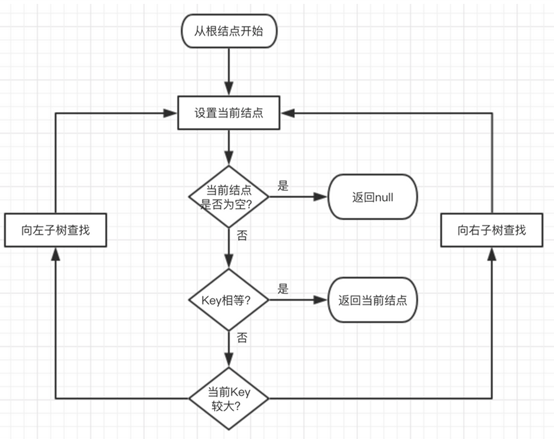 从根结点开始
设置当前结点
当前结点
是否为空?
是
返回null
向左子树查找
向右子树查找
否
Key相等?
是
返回当前结点
否
当前Key
较大?